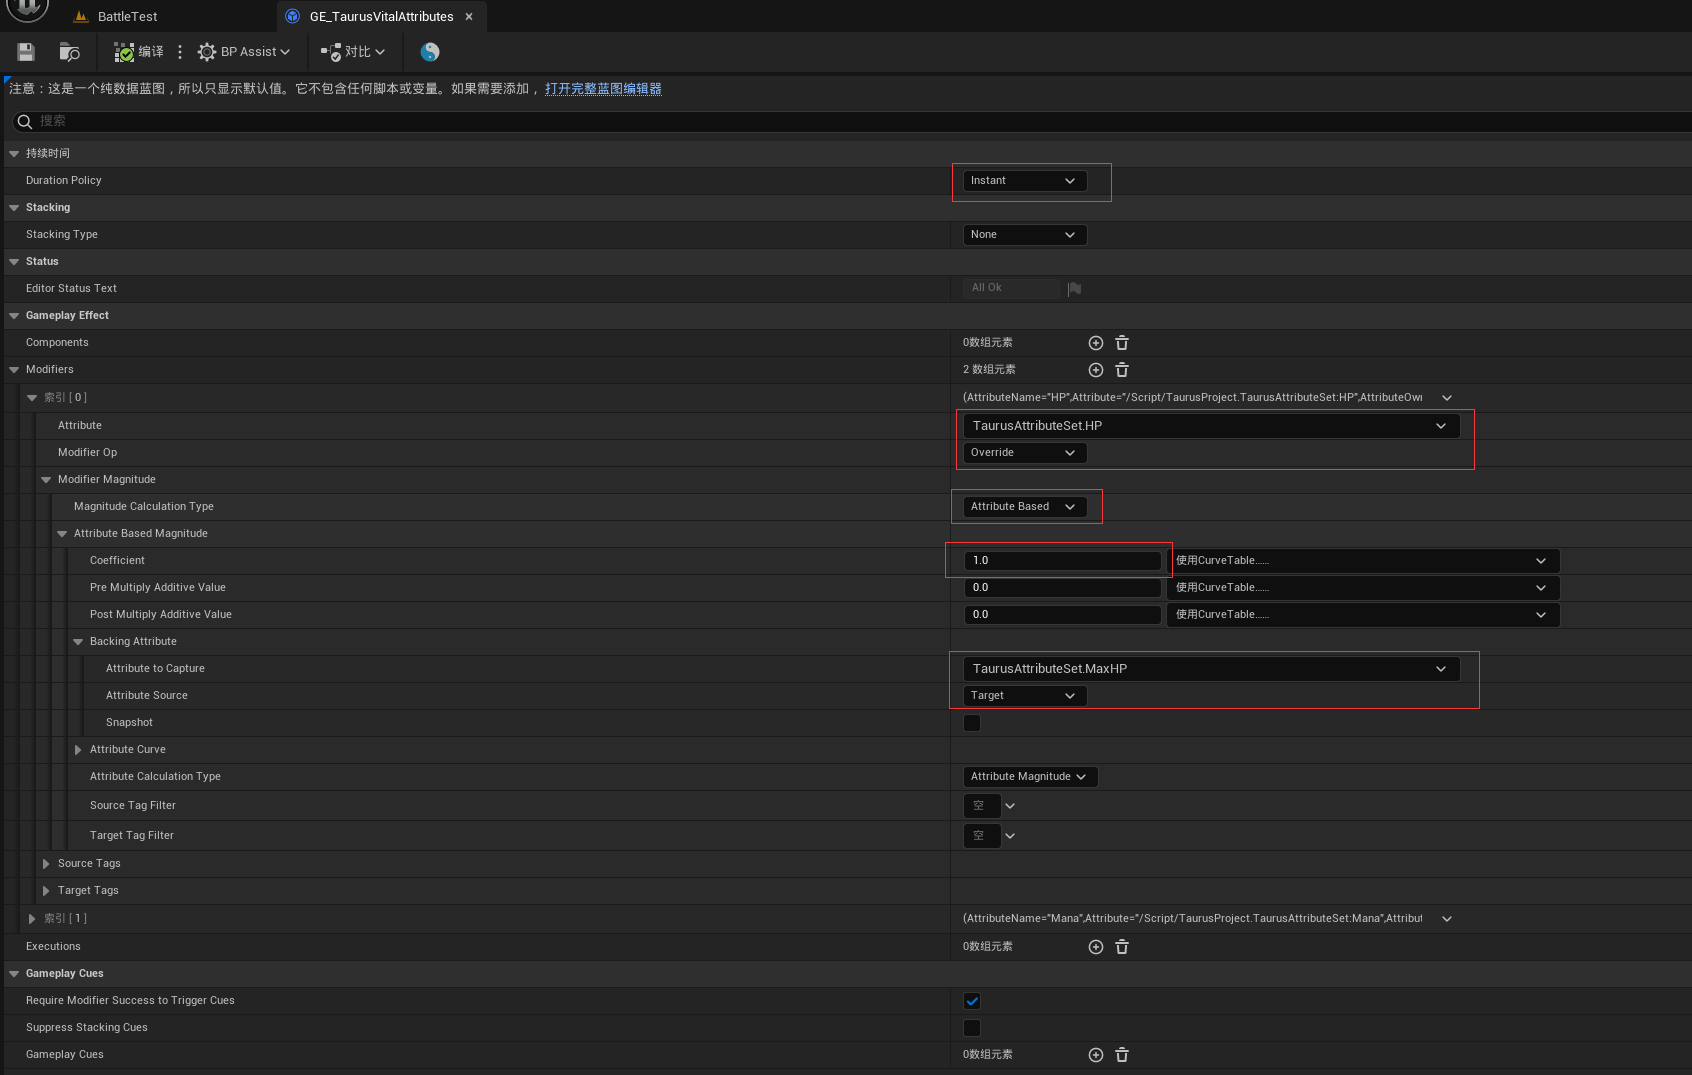 BattleTest
GE_TaurusVitalAttributes
编译
BP Assist
对比
注意：这是一个纯数据蓝图，所以只显示默认值。它不包含任何脚本或变量。如果需要添加，打开完整蓝图编辑器
搜索
持续时间
Duration Policy
Instant
Stacking
Stacking Type
None
Status
Editor Status Text
All Ok
Gameplay Effect
Components
0数组元素
Modifiers
2 数组元素
索引 [ 0 ]
(AttributeName="HP",Attribute="/Script/TaurusProject.TaurusAttributeSet:HP",AttributeOwi
Attribute
TaurusAttributeSet.HP
Modifier Op
Override
Modifier Magnitude
Magnitude Calculation Type
Attribute Based
Attribute Based Magnitude
Coefficient
1.0
使用CurveTable......
Pre Multiply Additive Value
0.0
使用CurveTable......
Post Multiply Additive Value
0.0
使用CurveTable......
Backing Attribute
Attribute to Capture
TaurusAttributeSet.MaxHP
Attribute Source
Target
Snapshot
Attribute Curve
Attribute Calculation Type
Attribute Magnitude
Source Tag Filter
空
Target Tag Filter
空
Source Tags
Target Tags
索引 [ 1 ]
(AttributeName="Mana",Attribute="/Script/TaurusProject.TaurusAttributeSet:Mana",Attribut
Executions
0数组元素
Gameplay Cues
Require Modifier Success to Trigger Cues
Suppress Stacking Cues
Gameplay Cues
0数组元素